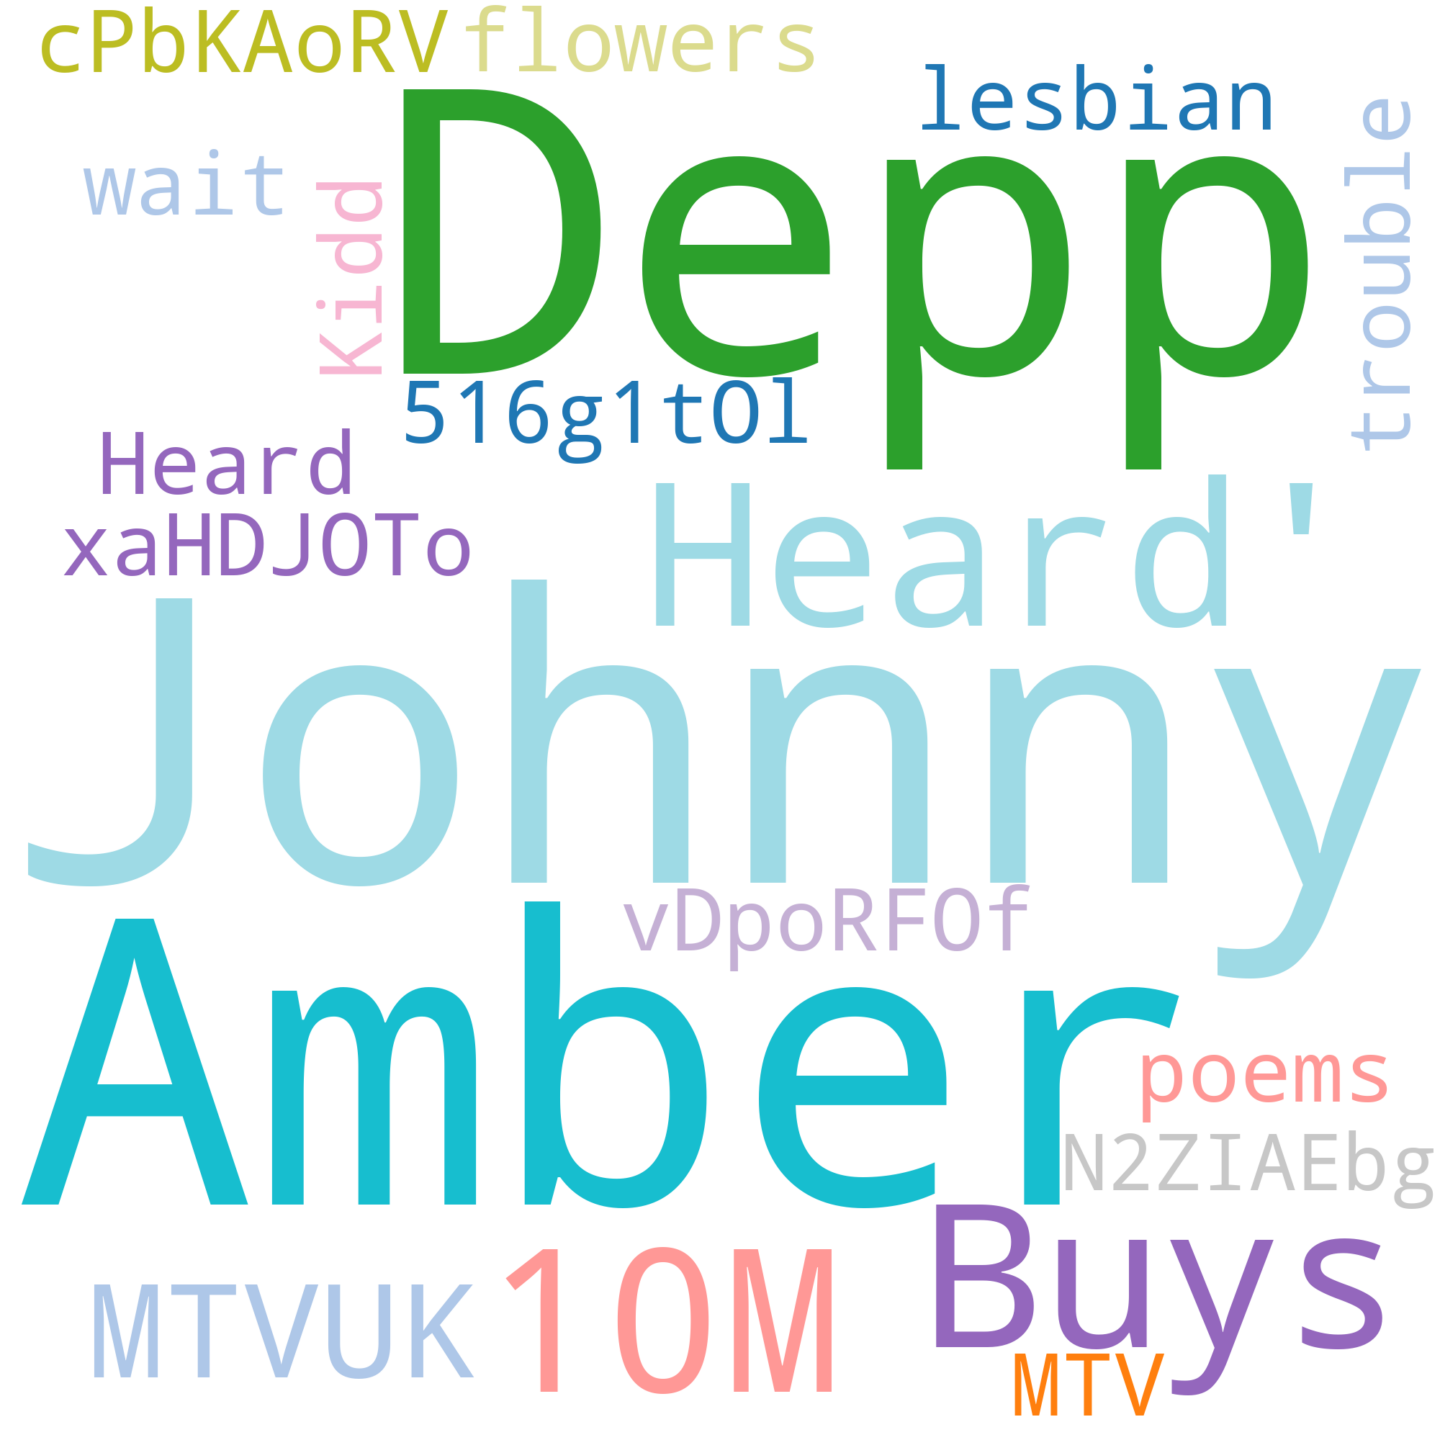 cPbKAoRV flowers
lesbian
trouble
wait
Kidd
Depp
516g1tOl
Heard
Heard'
xaHDJOTo
Johnny
vDpoRFOf
Amber
poems
N2ZIAEbg
Buys
MTVUK
10M
MTV